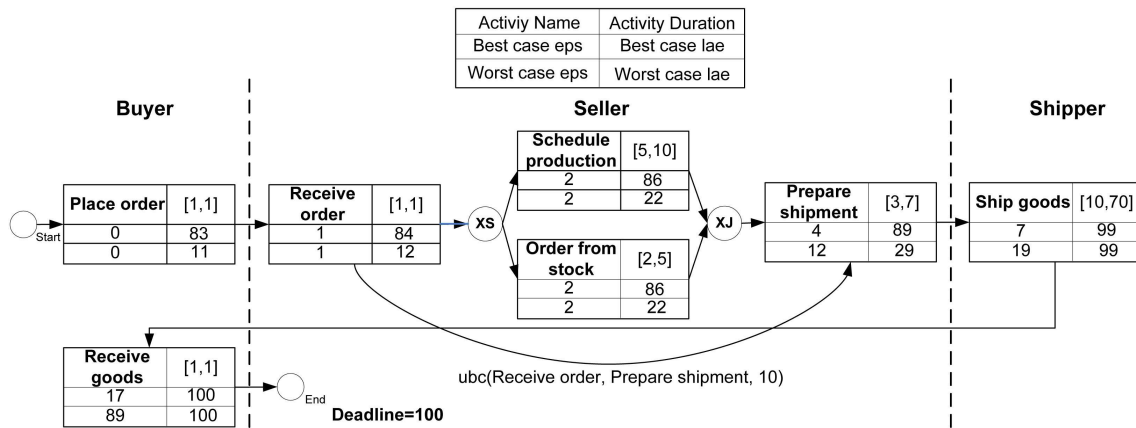 Activiy Name Activity Duration
Best case eps Best case lae
Worst case eps Worst case lae
Buyer Seller Shipper
Start
Place order [1,1]
0 83
0 11
Receive order [1,1]
1 84
1 12
XS
Schedule production [5,10]
2 86
2 22
Order from stock [2,5]
2 86
2 22
XJ
Prepare shipment [3,7]
4 89
12 29
Ship goods [10,70]
7 99
19 99
Receive goods [1,1]
17 100
89 100
End
Deadline=100
ubc(Receive order, Prepare shipment, 10)